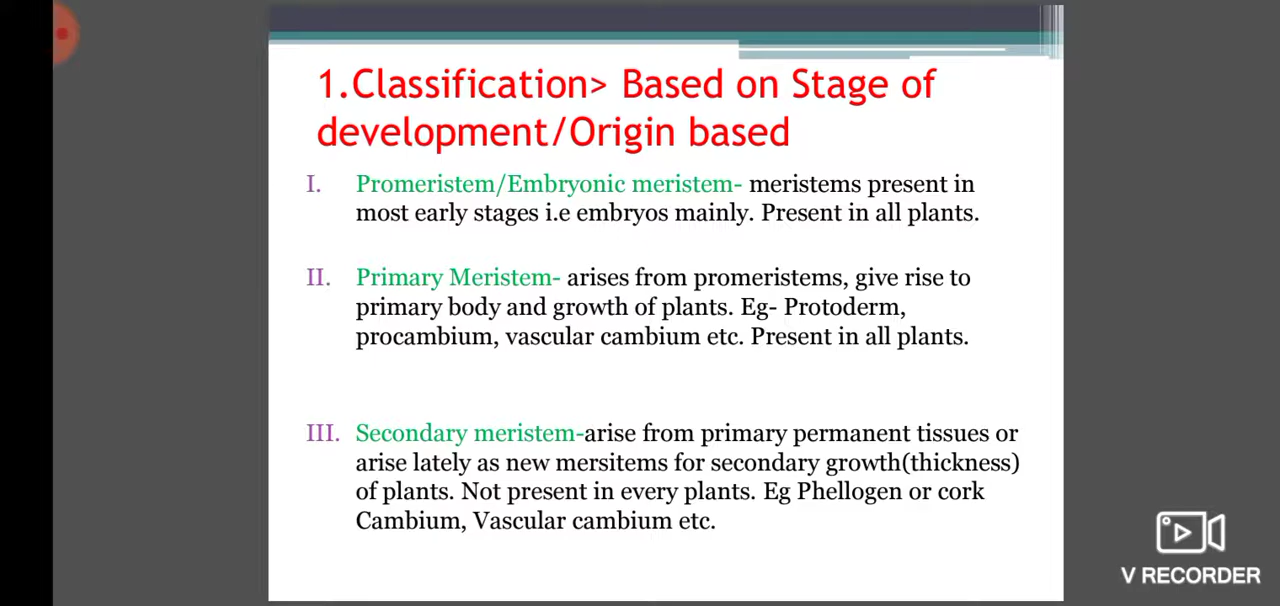 1.Classification> Based on Stage of
development/Origin based
I. Promeristem/Embryonic meristem- meristems present in
most early stages i.e embryos mainly. Present in all plants.
II. Primary Meristem- arises from promeristems, give rise to
primary body and growth of plants. Eg- Protoderm,
procambium, vascular cambium etc. Present in all plants.
III. Secondary meristem-arise from primary permanent tissues or
arise lately as new mersitems for secondary growth(thickness)
of plants. Not present in every plants. Eg Phellogen or cork
Cambium, Vascular cambium etc.
V RECORDER